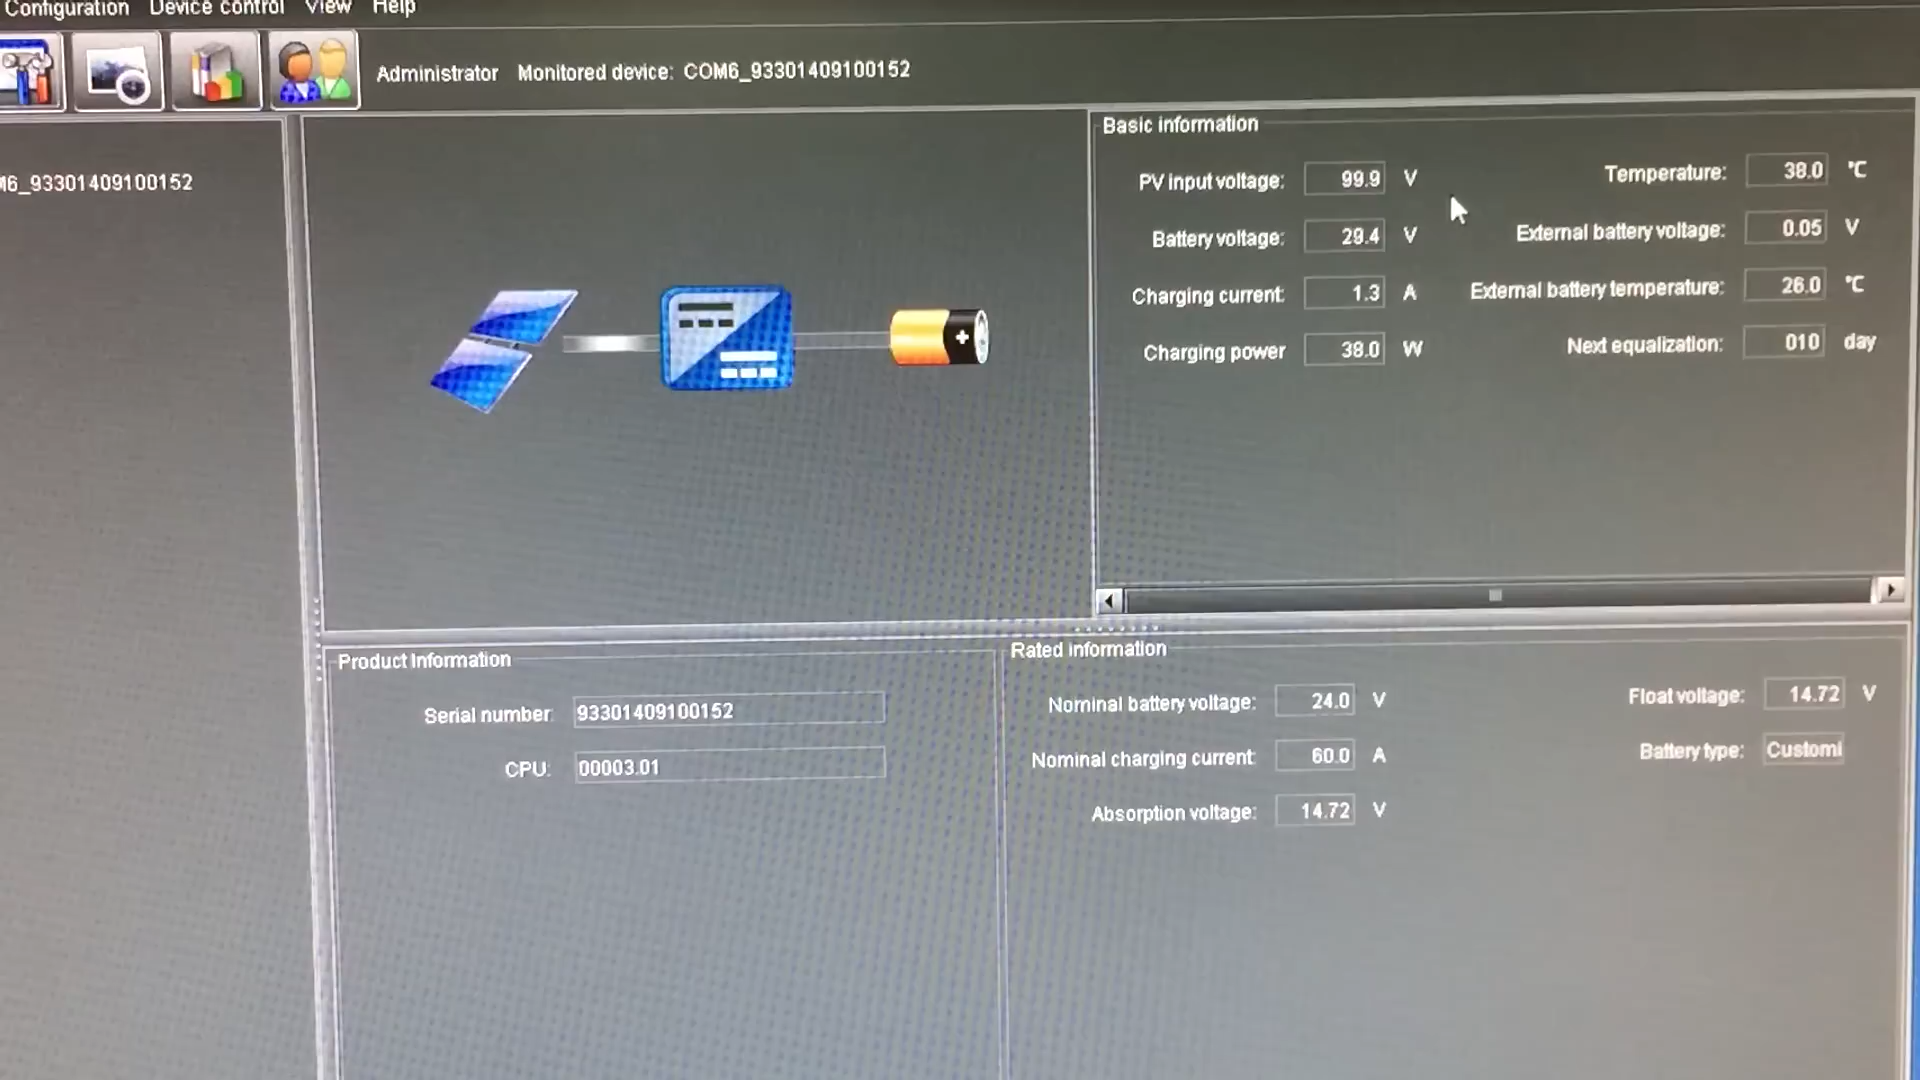 Configuration Device control View Help
Administrator Monitored device: COM6_93301409100152
M6_93301409100152
Basic information
PV input voltage: 99.9 V
Temperature: 38.0 °C
Battery voltage: 29.4 V
External battery voltage: 0.05 V
Charging current: 1.3 A
External battery temperature: 26.0 °C
Charging power 38.0 W
Next equalization: 010 day
Product Information
Serial number: 93301409100152
CPU: 00003.01
Rated information
Nominal battery voltage: 24.0 V
Float voltage: 14.72 V
Nominal charging current: 60.0 A
Battery type: Customi
Absorption voltage: 14.72 V